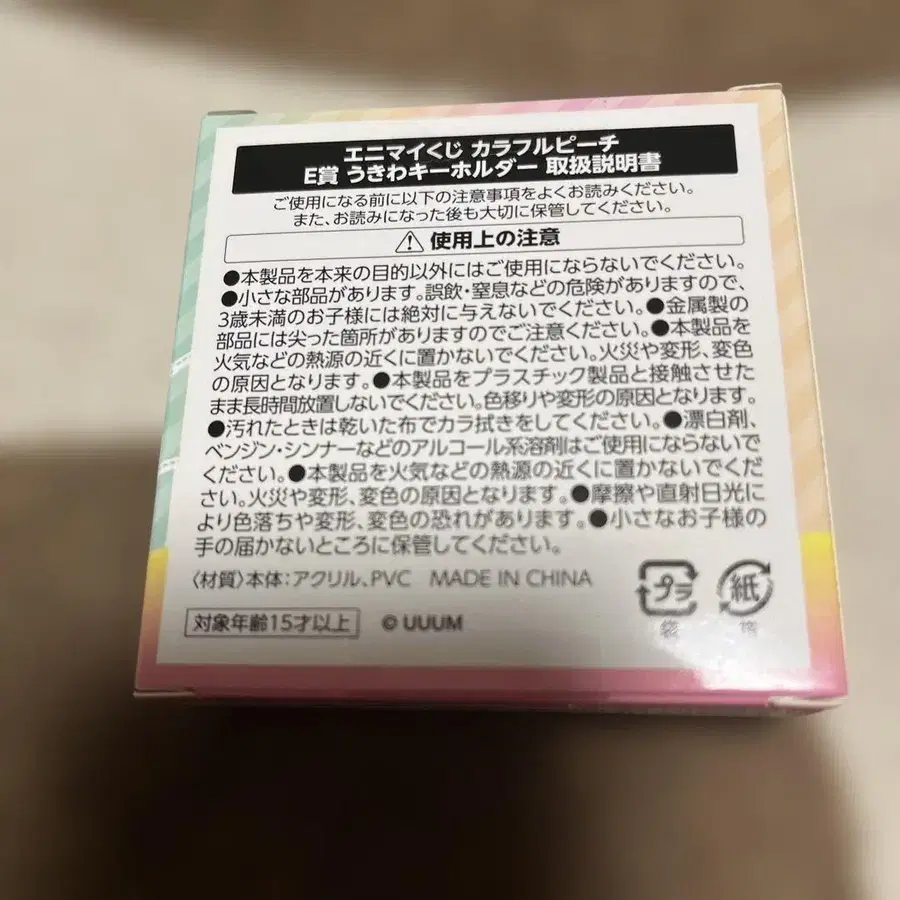 エニマイくじ カラフルピーチ
E賞 うきわキーホルダー 取扱説明書
ご使用になる前に以下の注意事項をよくお読みください。
また、お読みになった後も大切に保管してください。
使用上の注意
●本製品を本来の目的以外にはご使用にならないでください。
●小さな部品があります。誤飲・窒息などの危険がありますので、
3歳未満のお子様には絶対に与えないでください。●金属製の
部品には尖った箇所がありますのでご注意ください。●本製品を
火気などの熱源の近くに置かないでください。火災や変形、変色
の原因となります。●本製品をプラスチック製品と接触させた
まま長時間放置しないでください。色移りや変形の原因となります。
●汚れたときは乾いた布でカラ拭きをしてください。●漂白剤、
ベンジン・シンナーなどのアルコール系溶剤はご使用にならないで
ください。●本製品を火気などの熱源の近くに置かないでくださ
い。火災や変形、変色の原因となります。●摩擦や直射日光に
より色落ちや変形、変色の恐れがあります。●小さなお子様の
手の届かないところに保管してください。
〈材質〉本体：アクリル、PVC MADE IN CHINA
プラ 紙
袋 箱
対象年齢15才以上 © UUUM